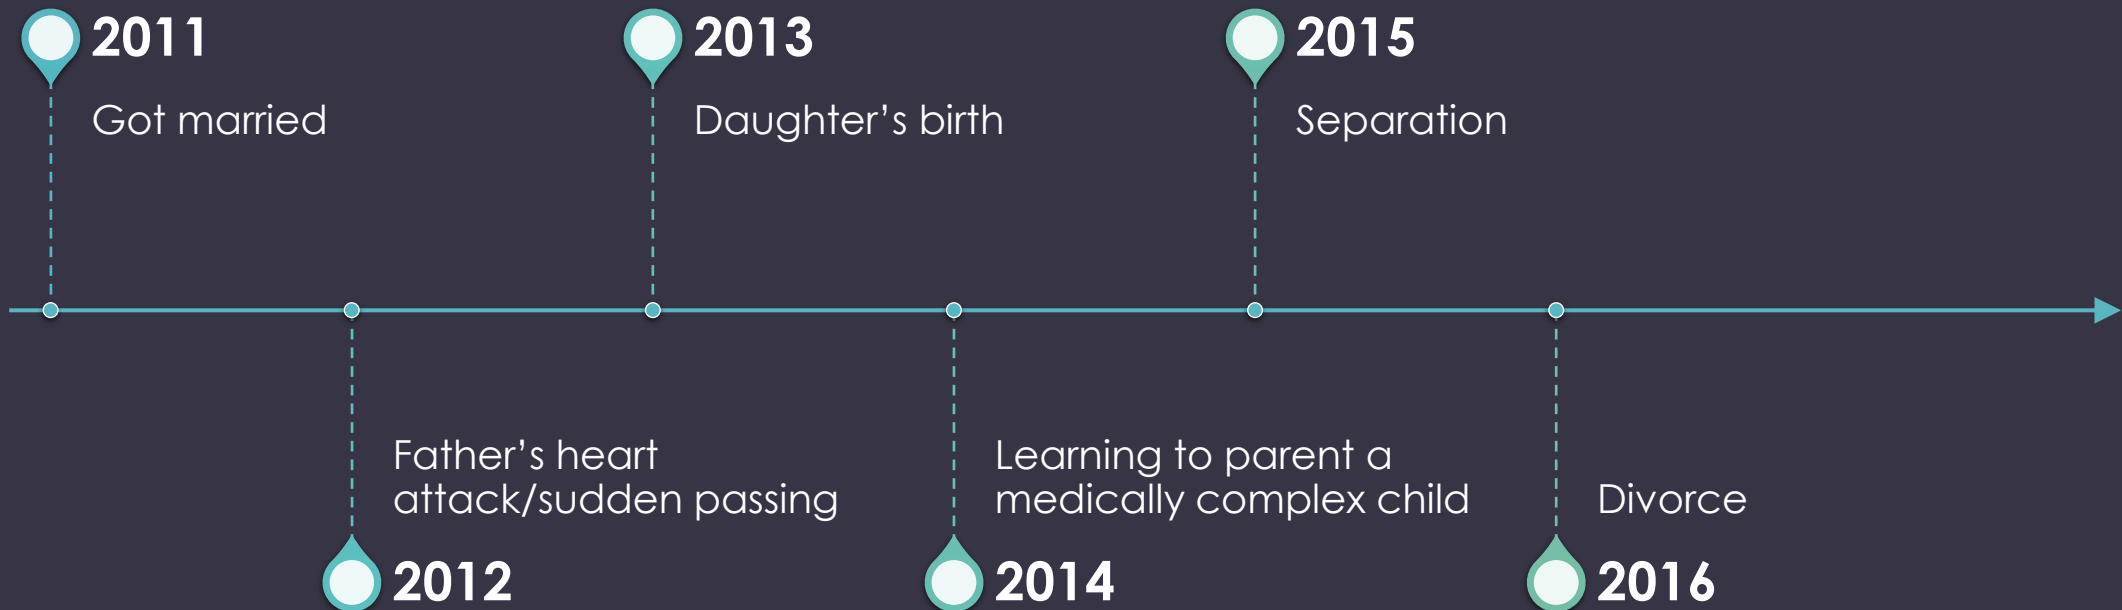 2011
Got married
2013
Daughter’s birth
2015
Separation
Father’s heart
attack/sudden passing
2012
Learning to parent a
medically complex child
2014
Divorce
2016